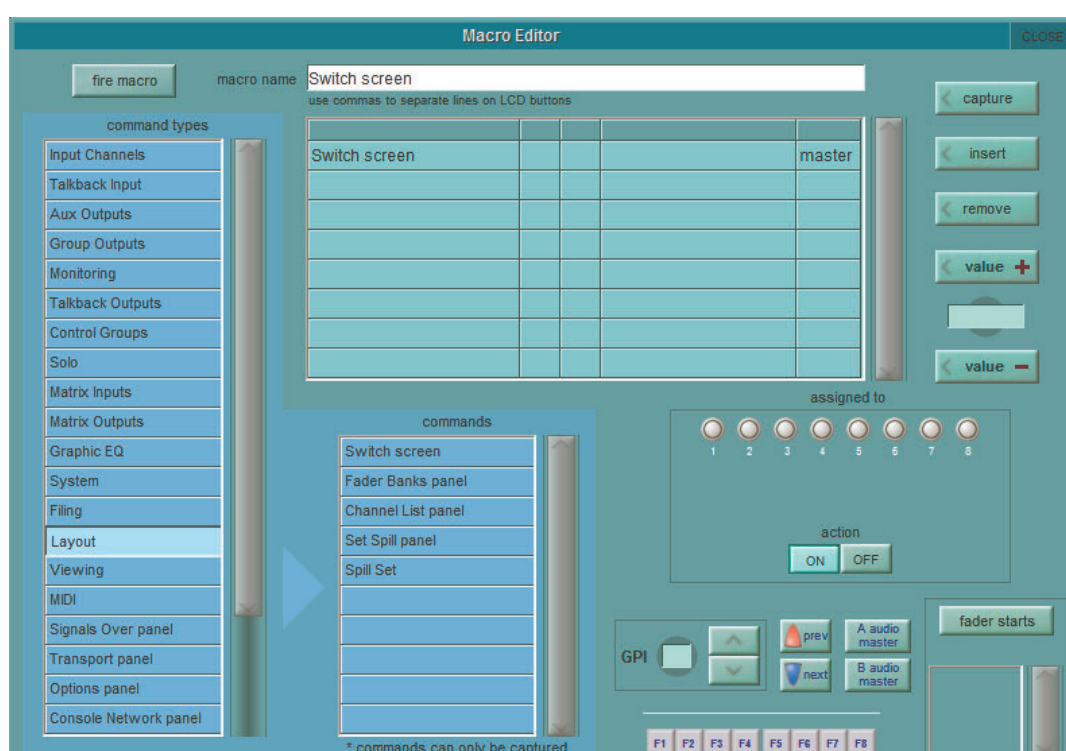 Macro Editor
CLOSE
fire macro
macro name
Switch screen
use commas to separate lines on LCD buttons
capture
command types
Input Channels
Talkback Input
Aux Outputs
Group Outputs
Monitoring
Talkback Outputs
Control Groups
Solo
Matrix Inputs
Matrix Outputs
Graphic EQ
System
Filing
Layout
Viewing
MIDI
Signals Over panel
Transport panel
Options panel
Console Network panel
Switch screen
master
insert
remove
value +
value -
commands
Switch screen
Fader Banks panel
Channel List panel
Set Spill panel
Spill Set
* commands can only be captured
assigned to
1 2 3 4 5 6 7 8
action
ON OFF
GPI
prev
next
A audio
master
B audio
master
fader starts
F1 F2 F3 F4 F5 F6 F7 F8